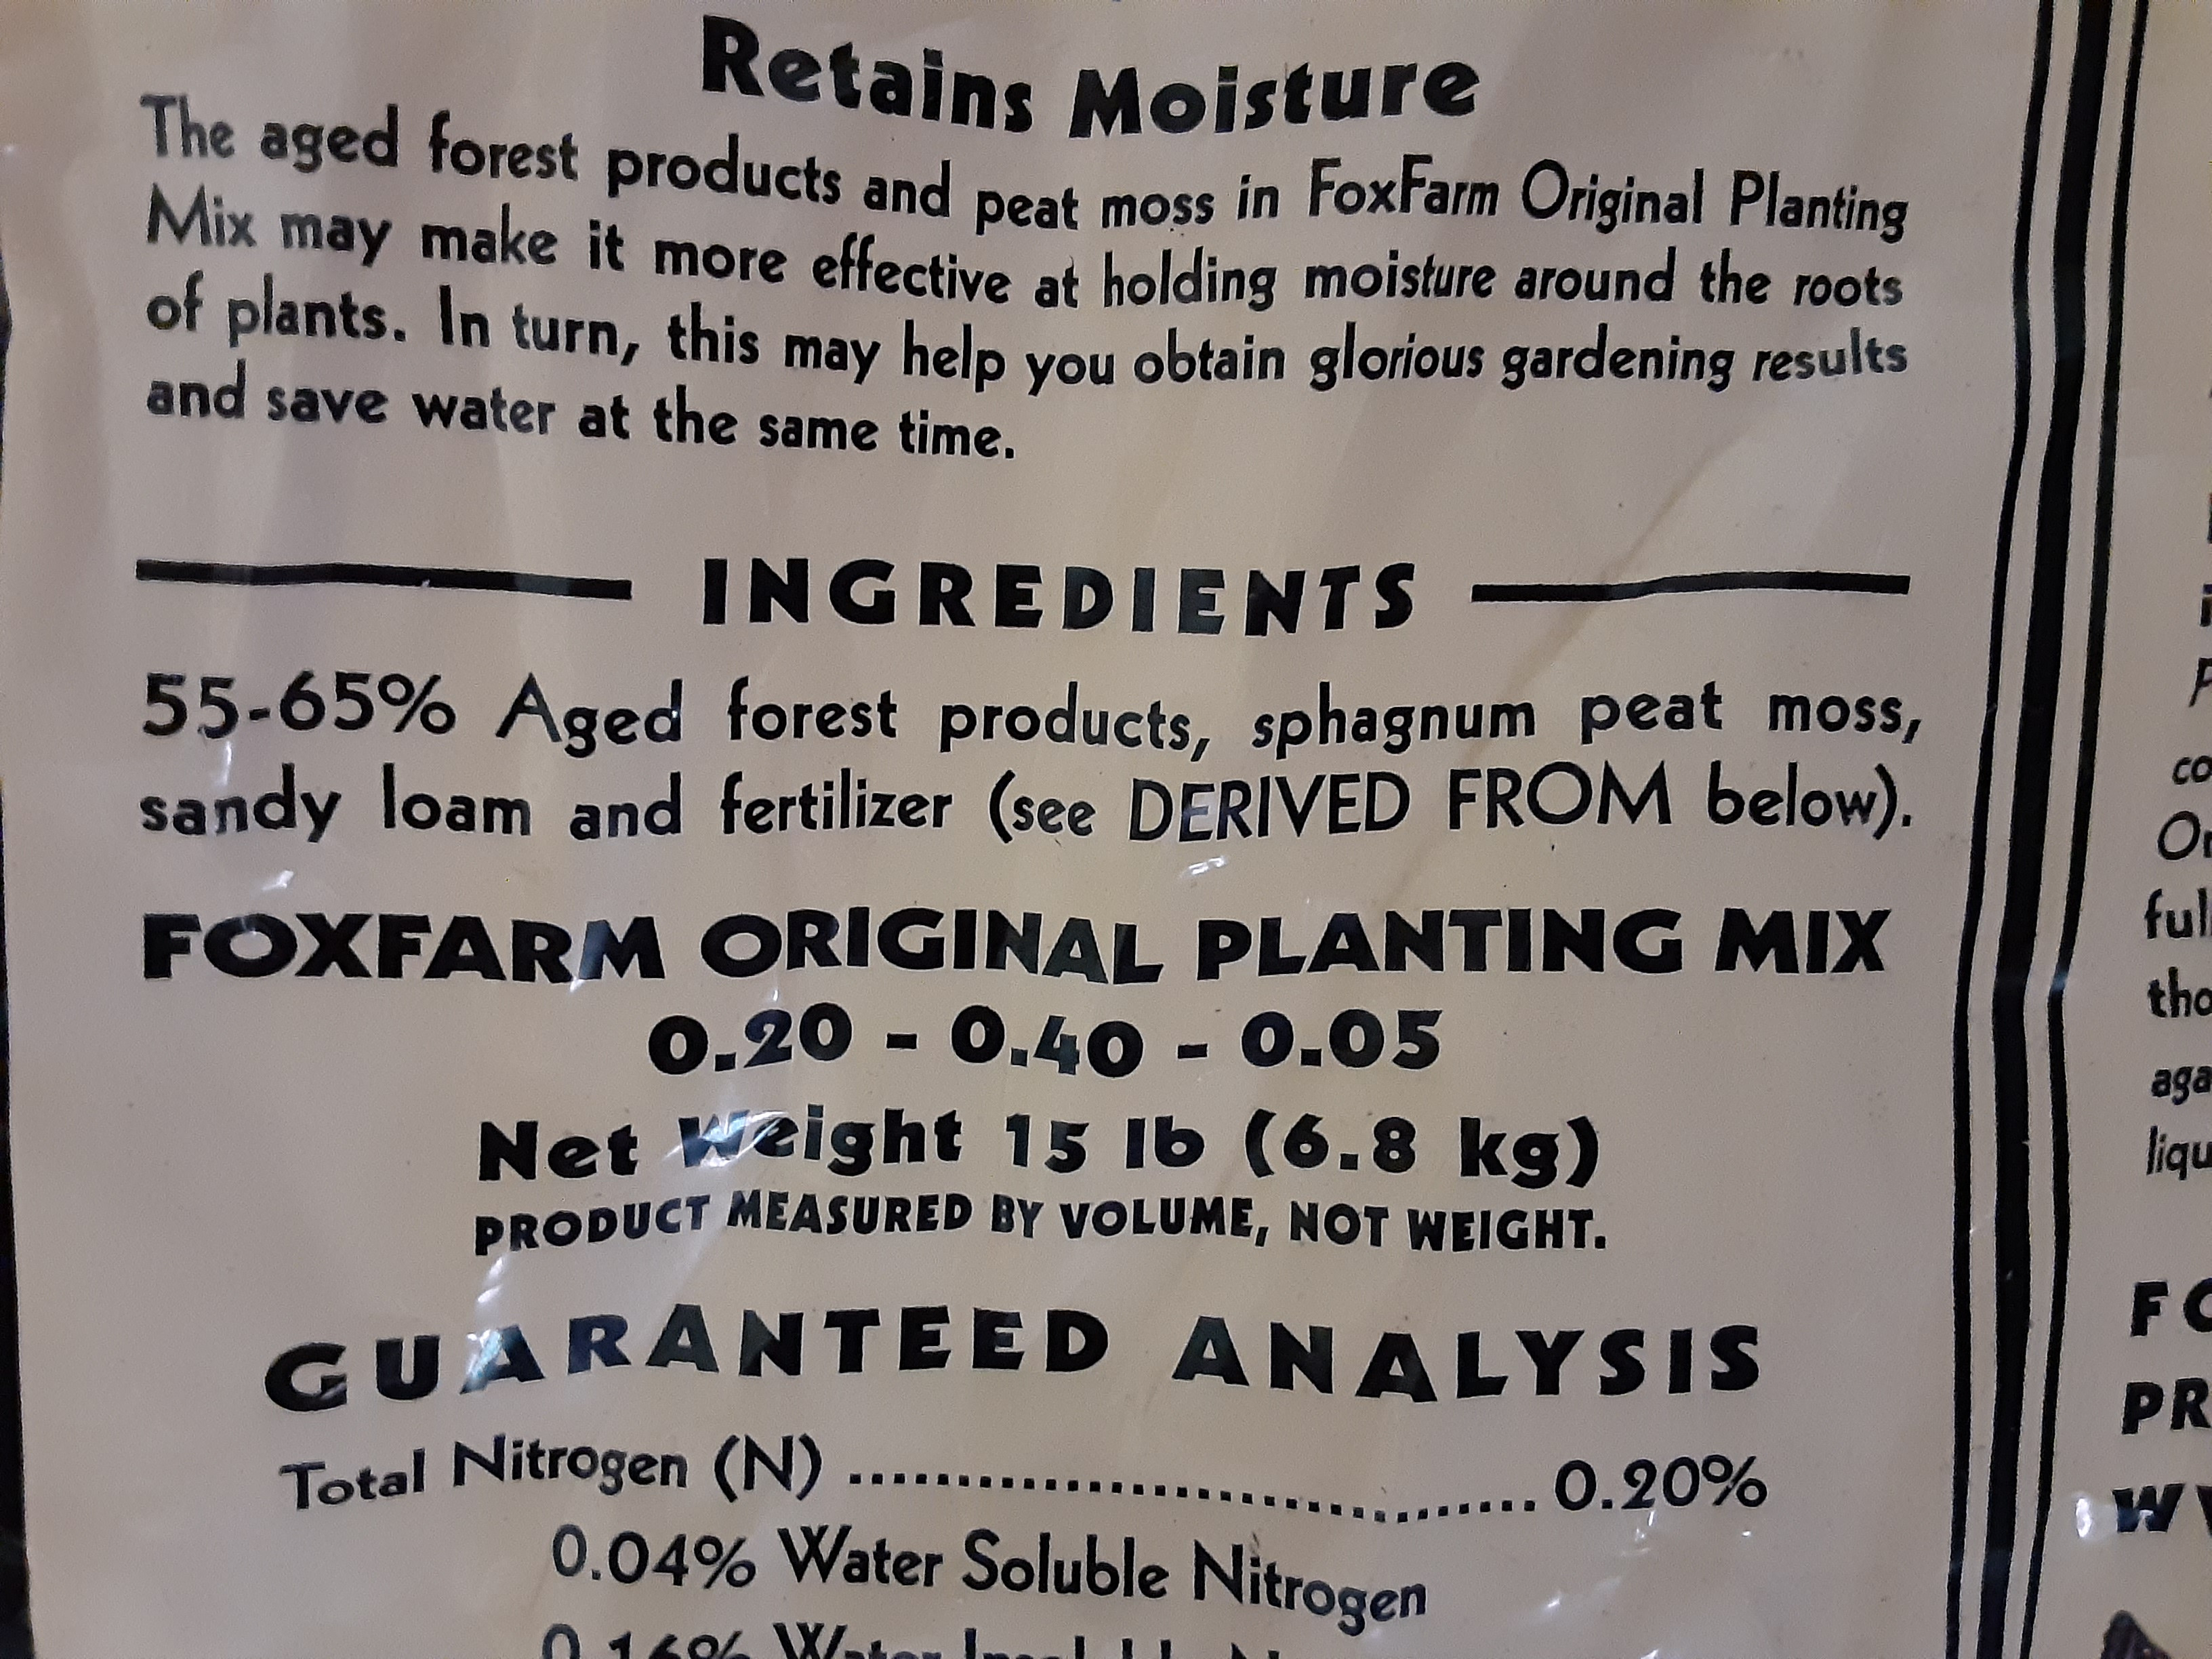 Retains Moisture
The aged forest products and peat moss in FoxFarm Original Planting
Mix may make it more effective at holding moisture around the roots
of plants. In turn, this may help you obtain glorious gardening results
and save water at the same time.
INGREDIENTS
55-65% Aged forest products, sphagnum peat moss,
sandy loam and fertilizer (see DERIVED FROM below).
FOXFARM ORIGINAL PLANTING MIX
0.20 - 0.40 - 0.05
Net Weight 15 lb (6.8 kg)
PRODUCT MEASURED BY VOLUME, NOT WEIGHT.
GUARANTEED ANALYSIS
Total Nitrogen (N) ........................................ 0.20%
0.04% Water Soluble Nitrogen
0.16% Water